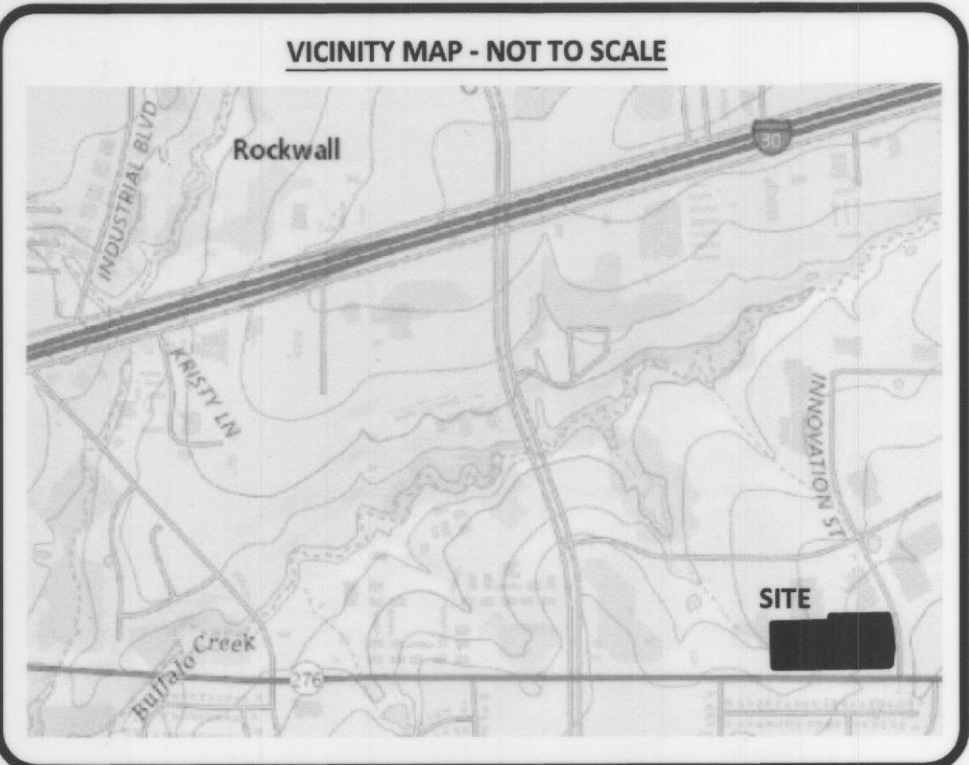 VICINITY MAP - NOT TO SCALE
INDUSTRIAL BLVD
Rockwall
30
KRISTY LN
INNOVATION ST
SITE
Buffalo Creek
276